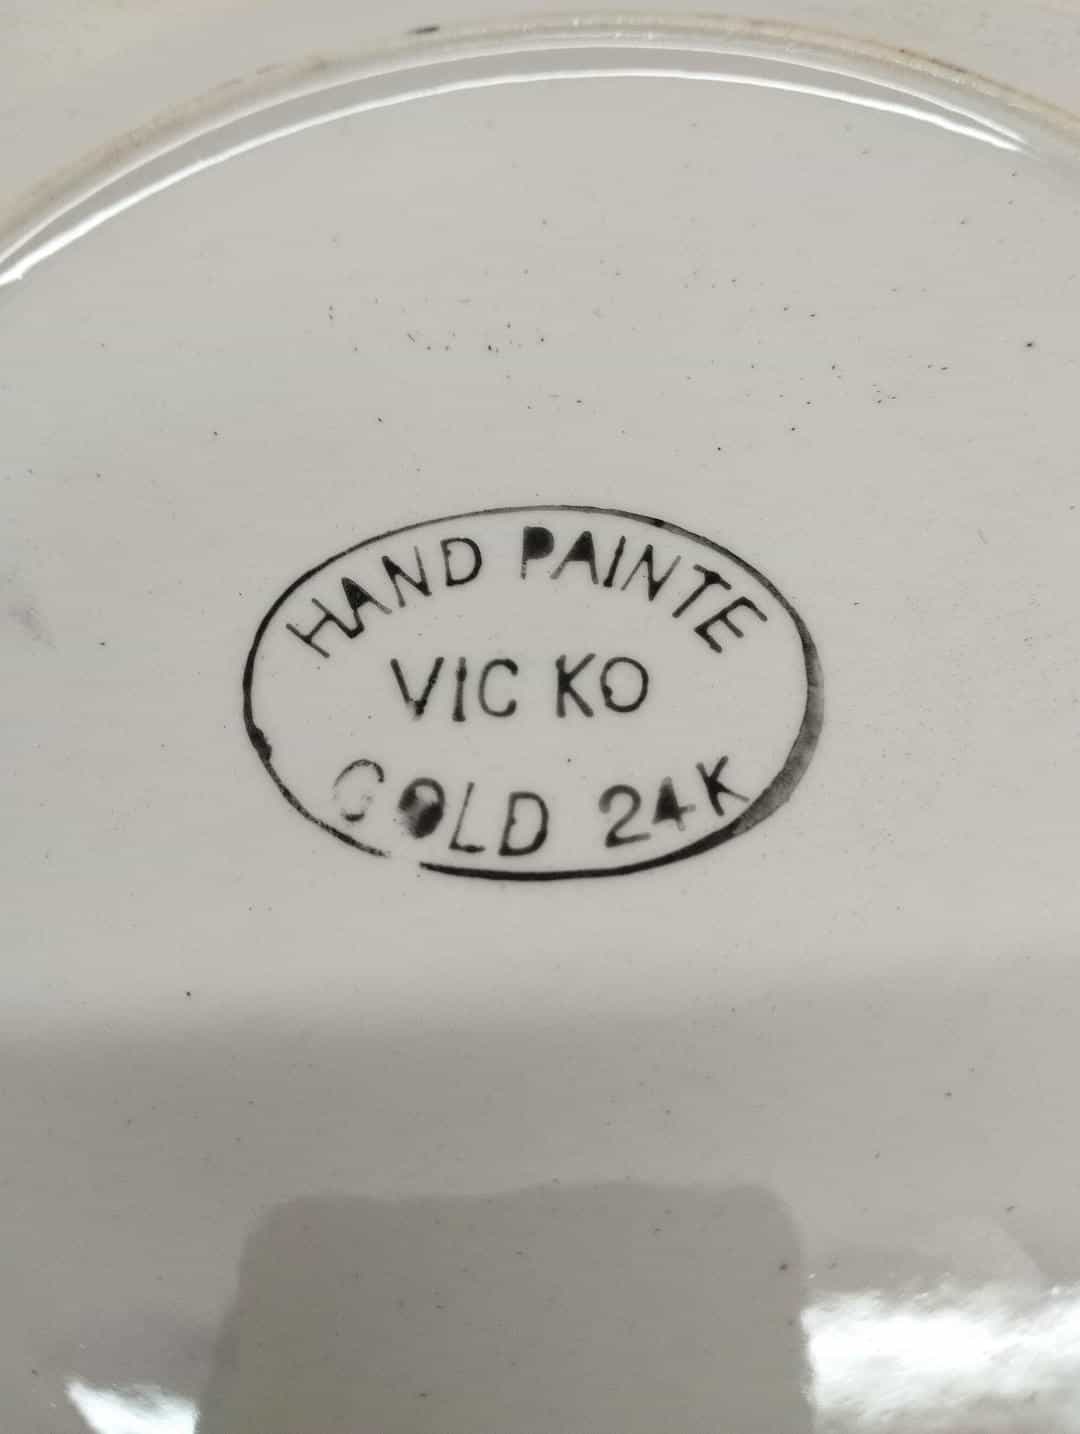 HAND PAINTE
VIC KO
GOLD 24K